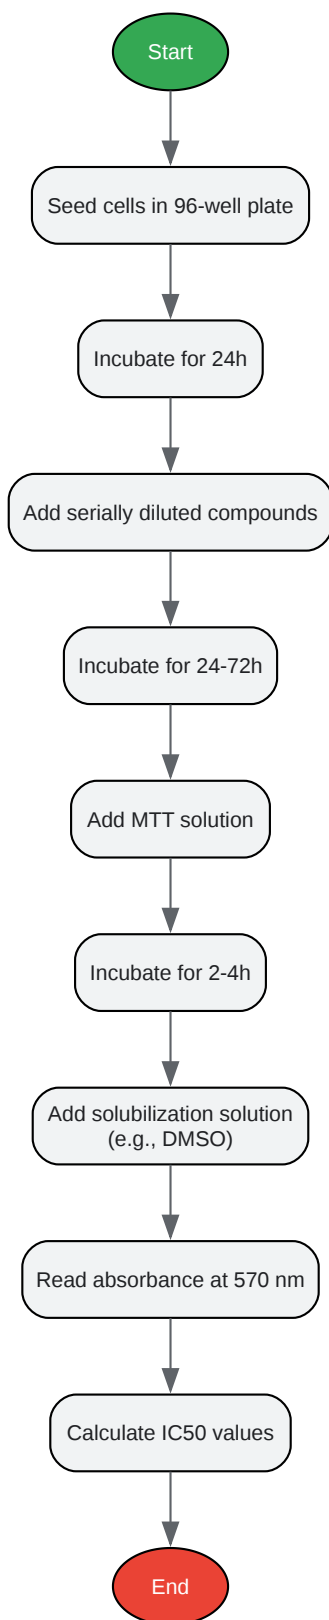 Start
Seed cells in 96-well plate
Incubate for 24h
Add serially diluted compounds
Incubate for 24-72h
Add MTT solution
Incubate for 2-4h
Add solubilization solution
(e.g., DMSO)
Read absorbance at 570 nm
Calculate IC50 values
End